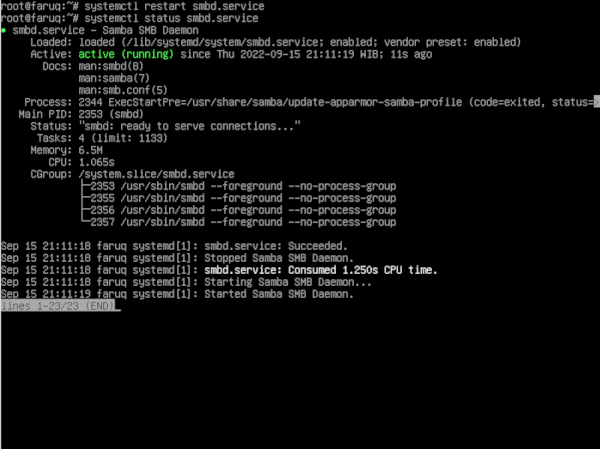 root@faruq:~# systemctl restart smbd.service
root@faruq:~# systemctl status smbd.service
● smbd.service - Samba SMB Daemon
     Loaded: loaded (/lib/systemd/system/smbd.service; enabled; vendor preset: enabled)
     Active: active (running) since Thu 2022-09-15 21:11:19 WIB; 11s ago
       Docs: man:smbd(8)
             man:samba(7)
             man:smb.conf(5)
    Process: 2344 ExecStartPre=/usr/share/samba/update-apparmor-samba-profile (code=exited, status=>
   Main PID: 2353 (smbd)
     Status: "smbd: ready to serve connections..."
      Tasks: 4 (limit: 1133)
     Memory: 6.5M
        CPU: 1.065s
     CGroup: /system.slice/smbd.service
             ├─2353 /usr/sbin/smbd --foreground --no-process-group
             ├─2355 /usr/sbin/smbd --foreground --no-process-group
             ├─2356 /usr/sbin/smbd --foreground --no-process-group
             └─2357 /usr/sbin/smbd --foreground --no-process-group

Sep 15 21:11:18 faruq systemd[1]: smbd.service: Succeeded.
Sep 15 21:11:18 faruq systemd[1]: Stopped Samba SMB Daemon.
Sep 15 21:11:18 faruq systemd[1]: smbd.service: Consumed 1.250s CPU time.
Sep 15 21:11:18 faruq systemd[1]: Starting Samba SMB Daemon...
Sep 15 21:11:19 faruq systemd[1]: Started Samba SMB Daemon.
lines 1-23/23 (END)